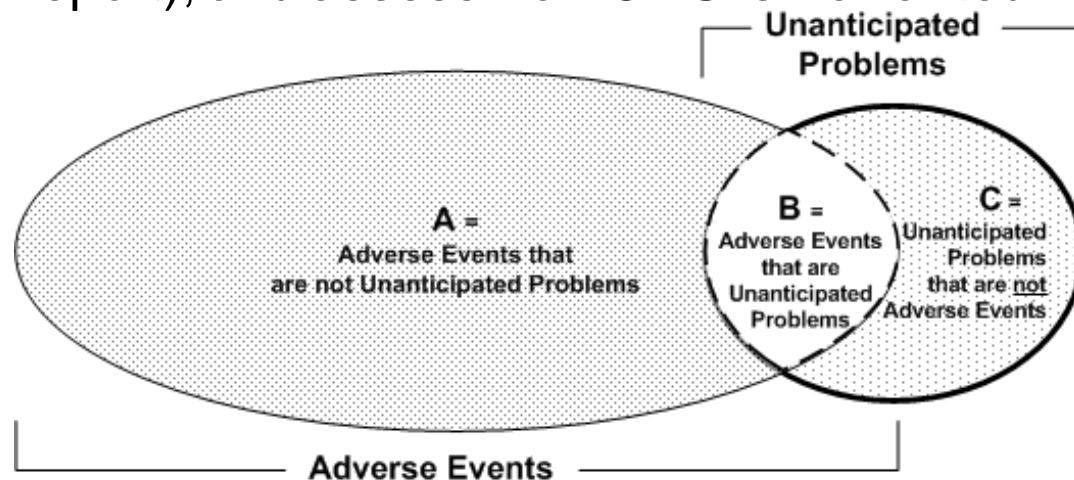 Unanticipated
Problems
A =
Adverse Events that
are not Unanticipated Problems
B =
Adverse Events
that are
Unanticipated
Problems
C =
Unanticipated
Problems
that are not
Adverse Events
Adverse Events